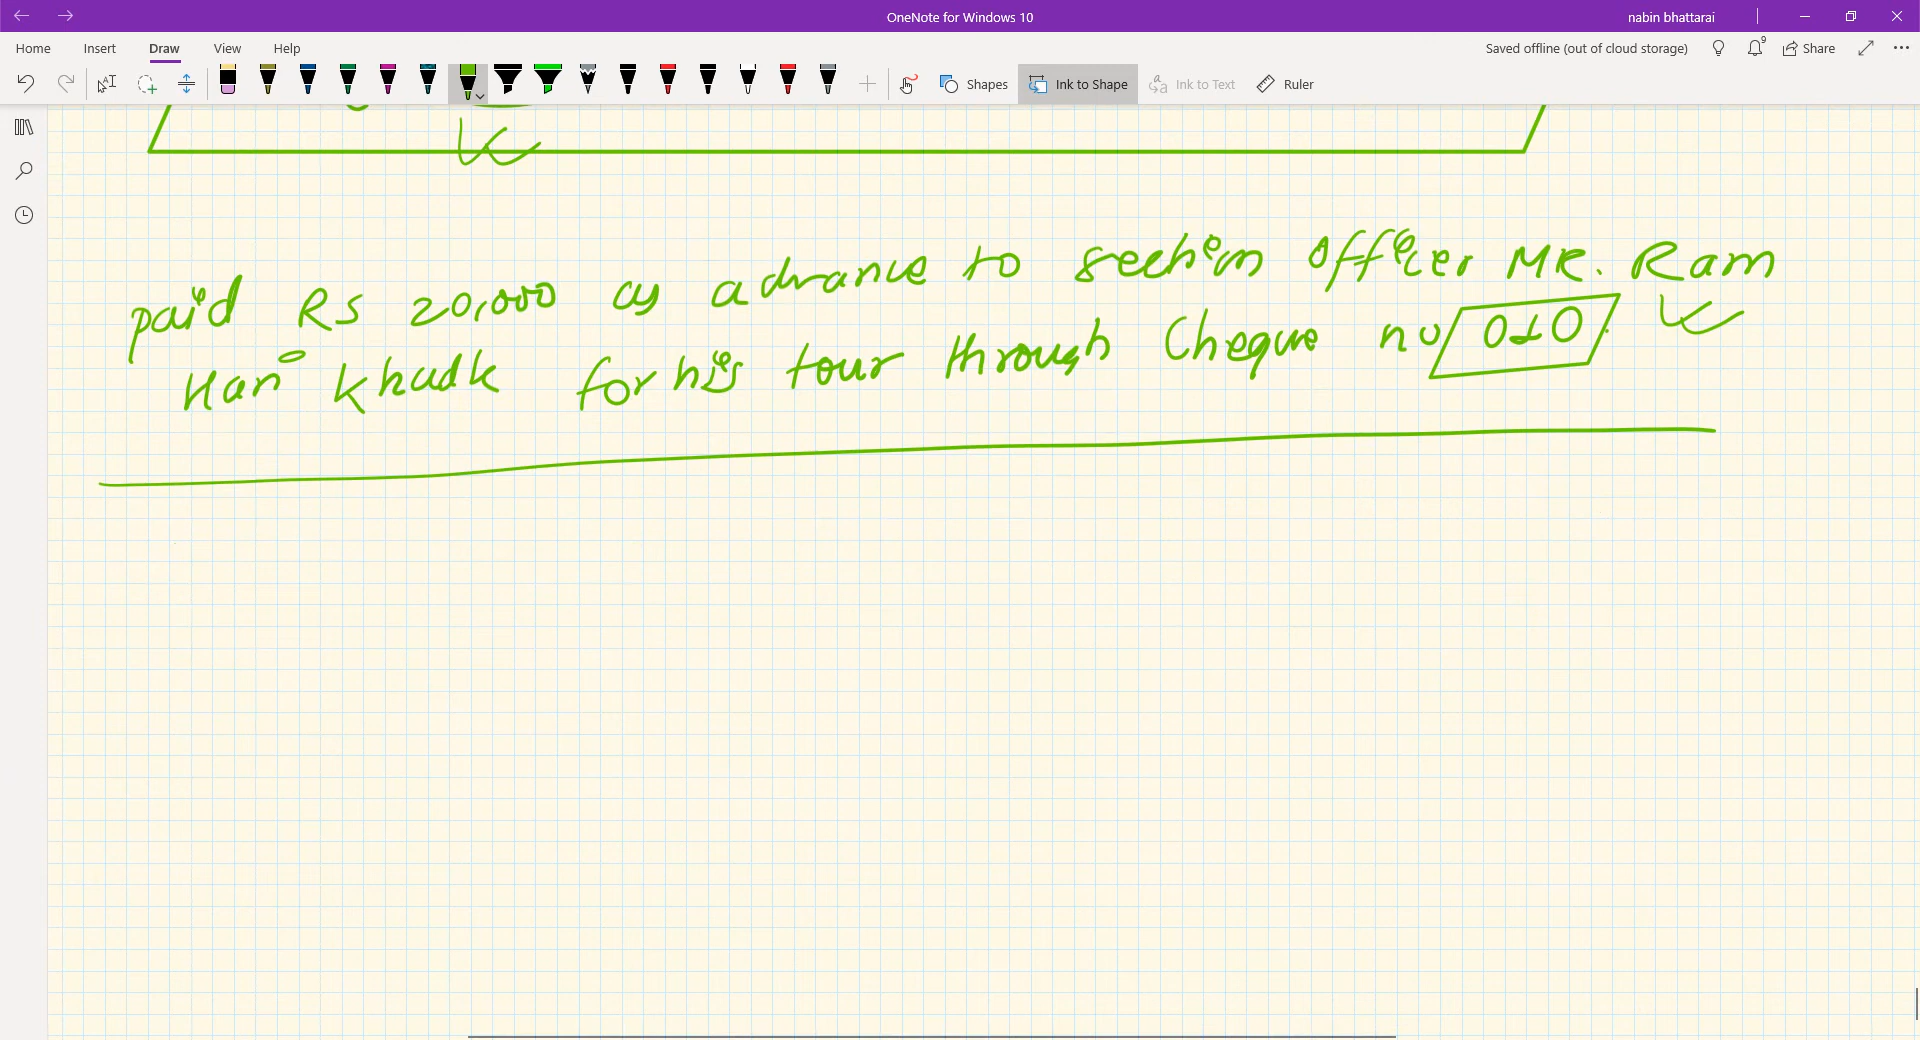 OneNote for Windows 10
nabin bhattarai
Home Insert Draw View Help
Saved offline (out of cloud storage)
9
Share
Shapes
Ink to Shape
Ink to Text
Ruler
paid Rs 20,000 as advance to section officer MR. Ram
Hari khadk for his tour through Cheque no 010